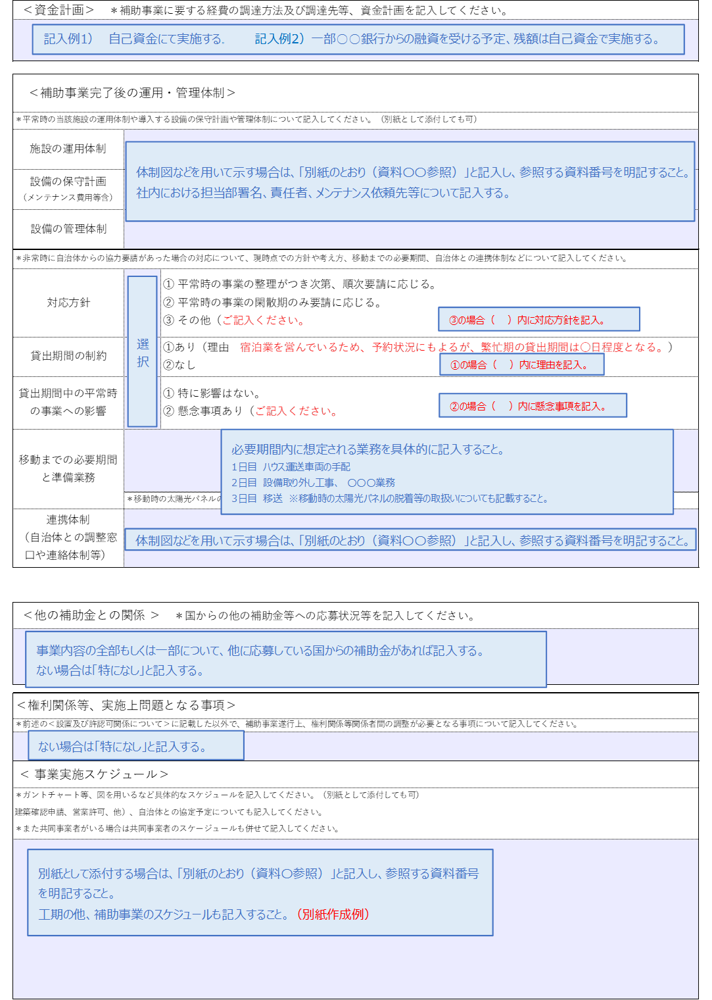 ＜資金計画＞　＊補助事業に要する経費の調達方法及び調達先等、資金計画を記入してください。
記入例1）　自己資金にて実施する。　　記入例2）一部○○銀行からの融資を受ける予定、残額は自己資金で実施する。
＜補助事業完了後の運用・管理体制＞
＊平常時の当該施設の運用体制や導入する設備の保守計画や管理体制について記入してください。（別紙として添付しても可）
施設の運用体制
体制図などを用いて示す場合は、「別紙のとおり（資料〇〇参照）」と記入し、参照する資料番号を明記すること。
社内における担当部署名、責任者、メンテナンス依頼先等について記入する。
設備の保守計画
（メンテナンス費用等含）
設備の管理体制
＊非常時に自治体からの協力要請があった場合の対応について、現時点での方針や考え方、移動までの必要期間、自治体との連携体制などについて記入してください。
対応方針
選択
① 平常時の事業の整理がつき次第、順次要請に応じる。
② 平常時の事業の閑散期のみ要請に応じる。
③ その他（ご記入ください。
③の場合（　）内に対応方針を記入。
貸出期間の制約
①あり（理由　宿泊業を営んでいるため、予約状況にもよるが、繁忙期の貸出期間は〇日程度となる。）
②なし
①の場合（　）内に理由を記入。
貸出期間中の平常時
の事業への影響
① 特に影響はない。
② 懸念事項あり（ご記入ください。
②の場合（　）内に懸念事項を記入。
移動までの必要期間
と準備業務
必要期間内に想定される業務を具体的に記入すること。
1日目　ハウス運送車両の手配
2日目　設備取り外し工事、　〇〇〇業務
3日目　移送　※移動時の太陽光パネルの脱着等の取扱いについても記載すること。
＊移動時の太陽光パネルの
連携体制
（自治体との調整窓
口や連絡体制等）
体制図などを用いて示す場合は、「別紙のとおり（資料〇〇参照）」と記入し、参照する資料番号を明記すること。
＜他の補助金との関係 ＞　＊国からの他の補助金等への応募状況等を記入してください。
事業内容の全部もしくは一部について、他に応募している国からの補助金があれば記入する。
ない場合は「特になし」と記入する。
＜権利関係等、実施上問題となる事項＞
＊前述の＜設置及び許認可関係について＞に記載した以外で、補助事業遂行上、権利関係等関係者間の調整が必要となる事項について記入してください。
ない場合は「特になし」と記入する。
＜ 事業実施スケジュール＞
＊ガントチャート等、図を用いるなど具体的なスケジュールを記入してください。（別紙として添付しても可）
建築確認申請、営業許可、他）、自治体との協定予定についても記入してください。
＊また共同事業者がいる場合は共同事業者のスケージュールも併せて記入してください。
別紙として添付する場合は、「別紙のとおり（資料〇参照）」と記入し、参照する資料番号
を明記すること。
工期の他、補助事業のスケジュールも記入すること。（別紙作成例）